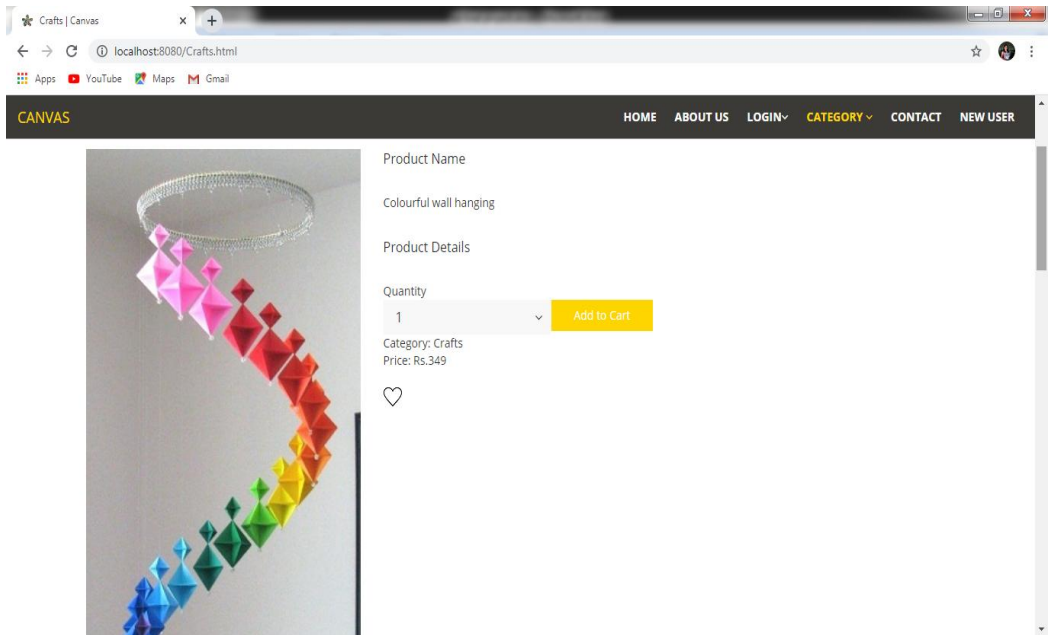 Crafts | Canvas
localhost:8080/Crafts.html
Apps YouTube Maps Gmail
CANVAS HOME ABOUT US LOGIN CATEGORY CONTACT NEW USER
Product Name
Colourful wall hanging
Product Details
Quantity
1 Add to Cart
Category: Crafts
Price: Rs.349